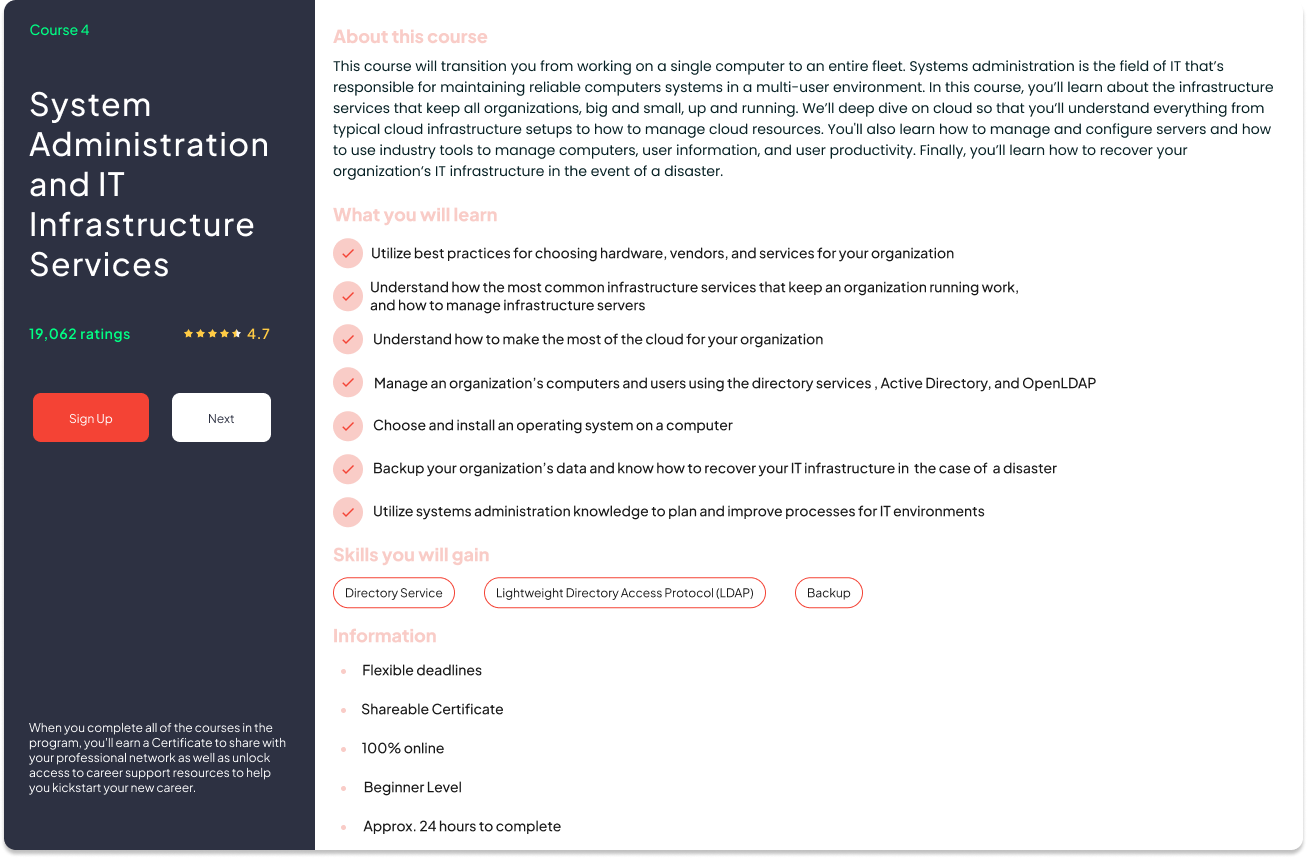 Course 4
System
Administration
and IT
Infrastructure
Services
19,062 ratings
4.7
Sign Up
Next
When you complete all of the courses in the
program, you'll earn a Certificate to share with
your professional network as well as unlock
access to career support resources to help
you kickstart your new career.
About this course
This course will transition you from working on a single computer to an entire fleet. Systems administration is the field of IT that's
responsible for maintaining reliable computers systems in a multi-user environment. In this course, you'll learn about the infrastructure
services that keep all organizations, big and small, up and running. We'll deep dive on cloud so that you'll understand everything from
typical cloud infrastructure setups to how to manage cloud resources. You'll also learn how to manage and configure servers and how
to use industry tools to manage computers, user information, and user productivity. Finally, you'll learn how to recover your
organization's IT infrastructure in the event of a disaster.
What you will learn
Utilize best practices for choosing hardware, vendors, and services for your organization
Understand how the most common infrastructure services that keep an organization running work,
and how to manage infrastructure servers
Understand how to make the most of the cloud for your organization
Manage an organization's computers and users using the directory services , Active Directory, and OpenLDAP
Choose and install an operating system on a computer
Backup your organization's data and know how to recover your IT infrastructure in the case of a disaster
Utilize systems administration knowledge to plan and improve processes for IT environments
Skills you will gain
Directory Service
Lightweight Directory Access Protocol (LDAP)
Backup
Information
Flexible deadlines
Shareable Certificate
100% online
Beginner Level
Approx. 24 hours to complete